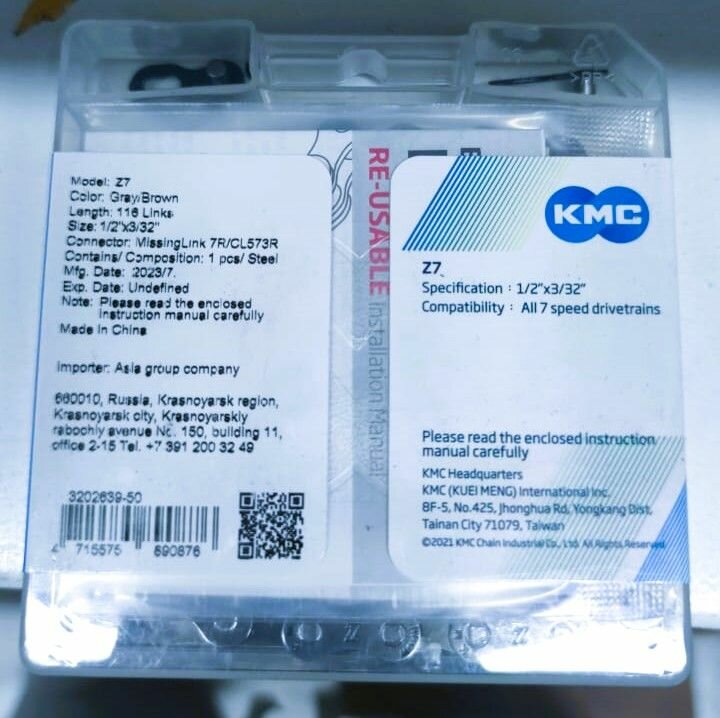 >PP<
Model: Z7
Color: Gray/Brown
Length: 116 Links
Size: 1/2"x3/32"
Connector: MissingLink 7R/CL573R
Contains/ Composition: 1 pcs/ Steel
Mfg. Date: 2023/7.
Exp. Date: Undefined
Note: Please read the enclosed
instruction manual carefully
Made in China
Importer: Asia group company
660010, Russia, Krasnoyarsk region,
Krasnoyarsk city, Krasnoyarskiy
rabochiy avenue No. 150, building 11,
office 2-15 Tel. +7 391 200 32 49
3202639-50
4 715575 890876
RE-USABLE
Installation Manual
KMC
Z7
Specification : 1/2"x3/32"
Compatibility : All 7 speed drivetrains
Please read the enclosed instruction
manual carefully
KMC Headquarters
KMC (KUEI MENG) International Inc.
8F-5, No.425, Jhonghua Rd, Yongkang Dist.
Tainan City 71079, Taiwan
©2021 KMC Chain Industrial Co., Ltd. All Rights Reserved.
Z
Z